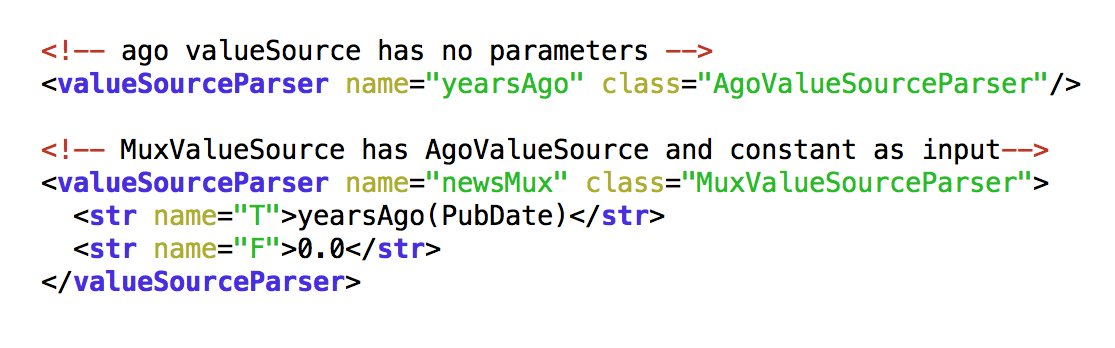 <!-- ago valueSource has no parameters -->
<valueSourceParser name="yearsAgo" class="AgoValueSourceParser"/>
<!-- MuxValueSource has AgoValueSource and constant as input-->
<valueSourceParser name="newsMux" class="MuxValueSourceParser">
<str name="T">yearsAgo(PubDate)</str>
<str name="F">0.0</str>
</valueSourceParser>